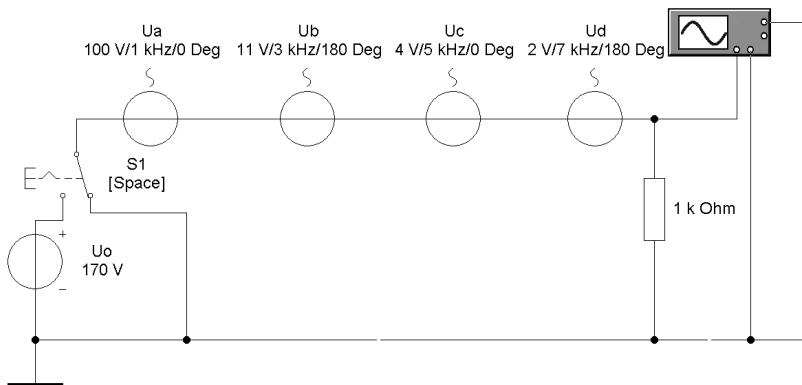 Ua
100 V/1 kHz/0 Deg
Ub
11 V/3 kHz/180 Deg
Uc
4 V/5 kHz/0 Deg
Ud
2 V/7 kHz/180 Deg
S1
[Space]
1 k Ohm
+
Uo
170 V
−